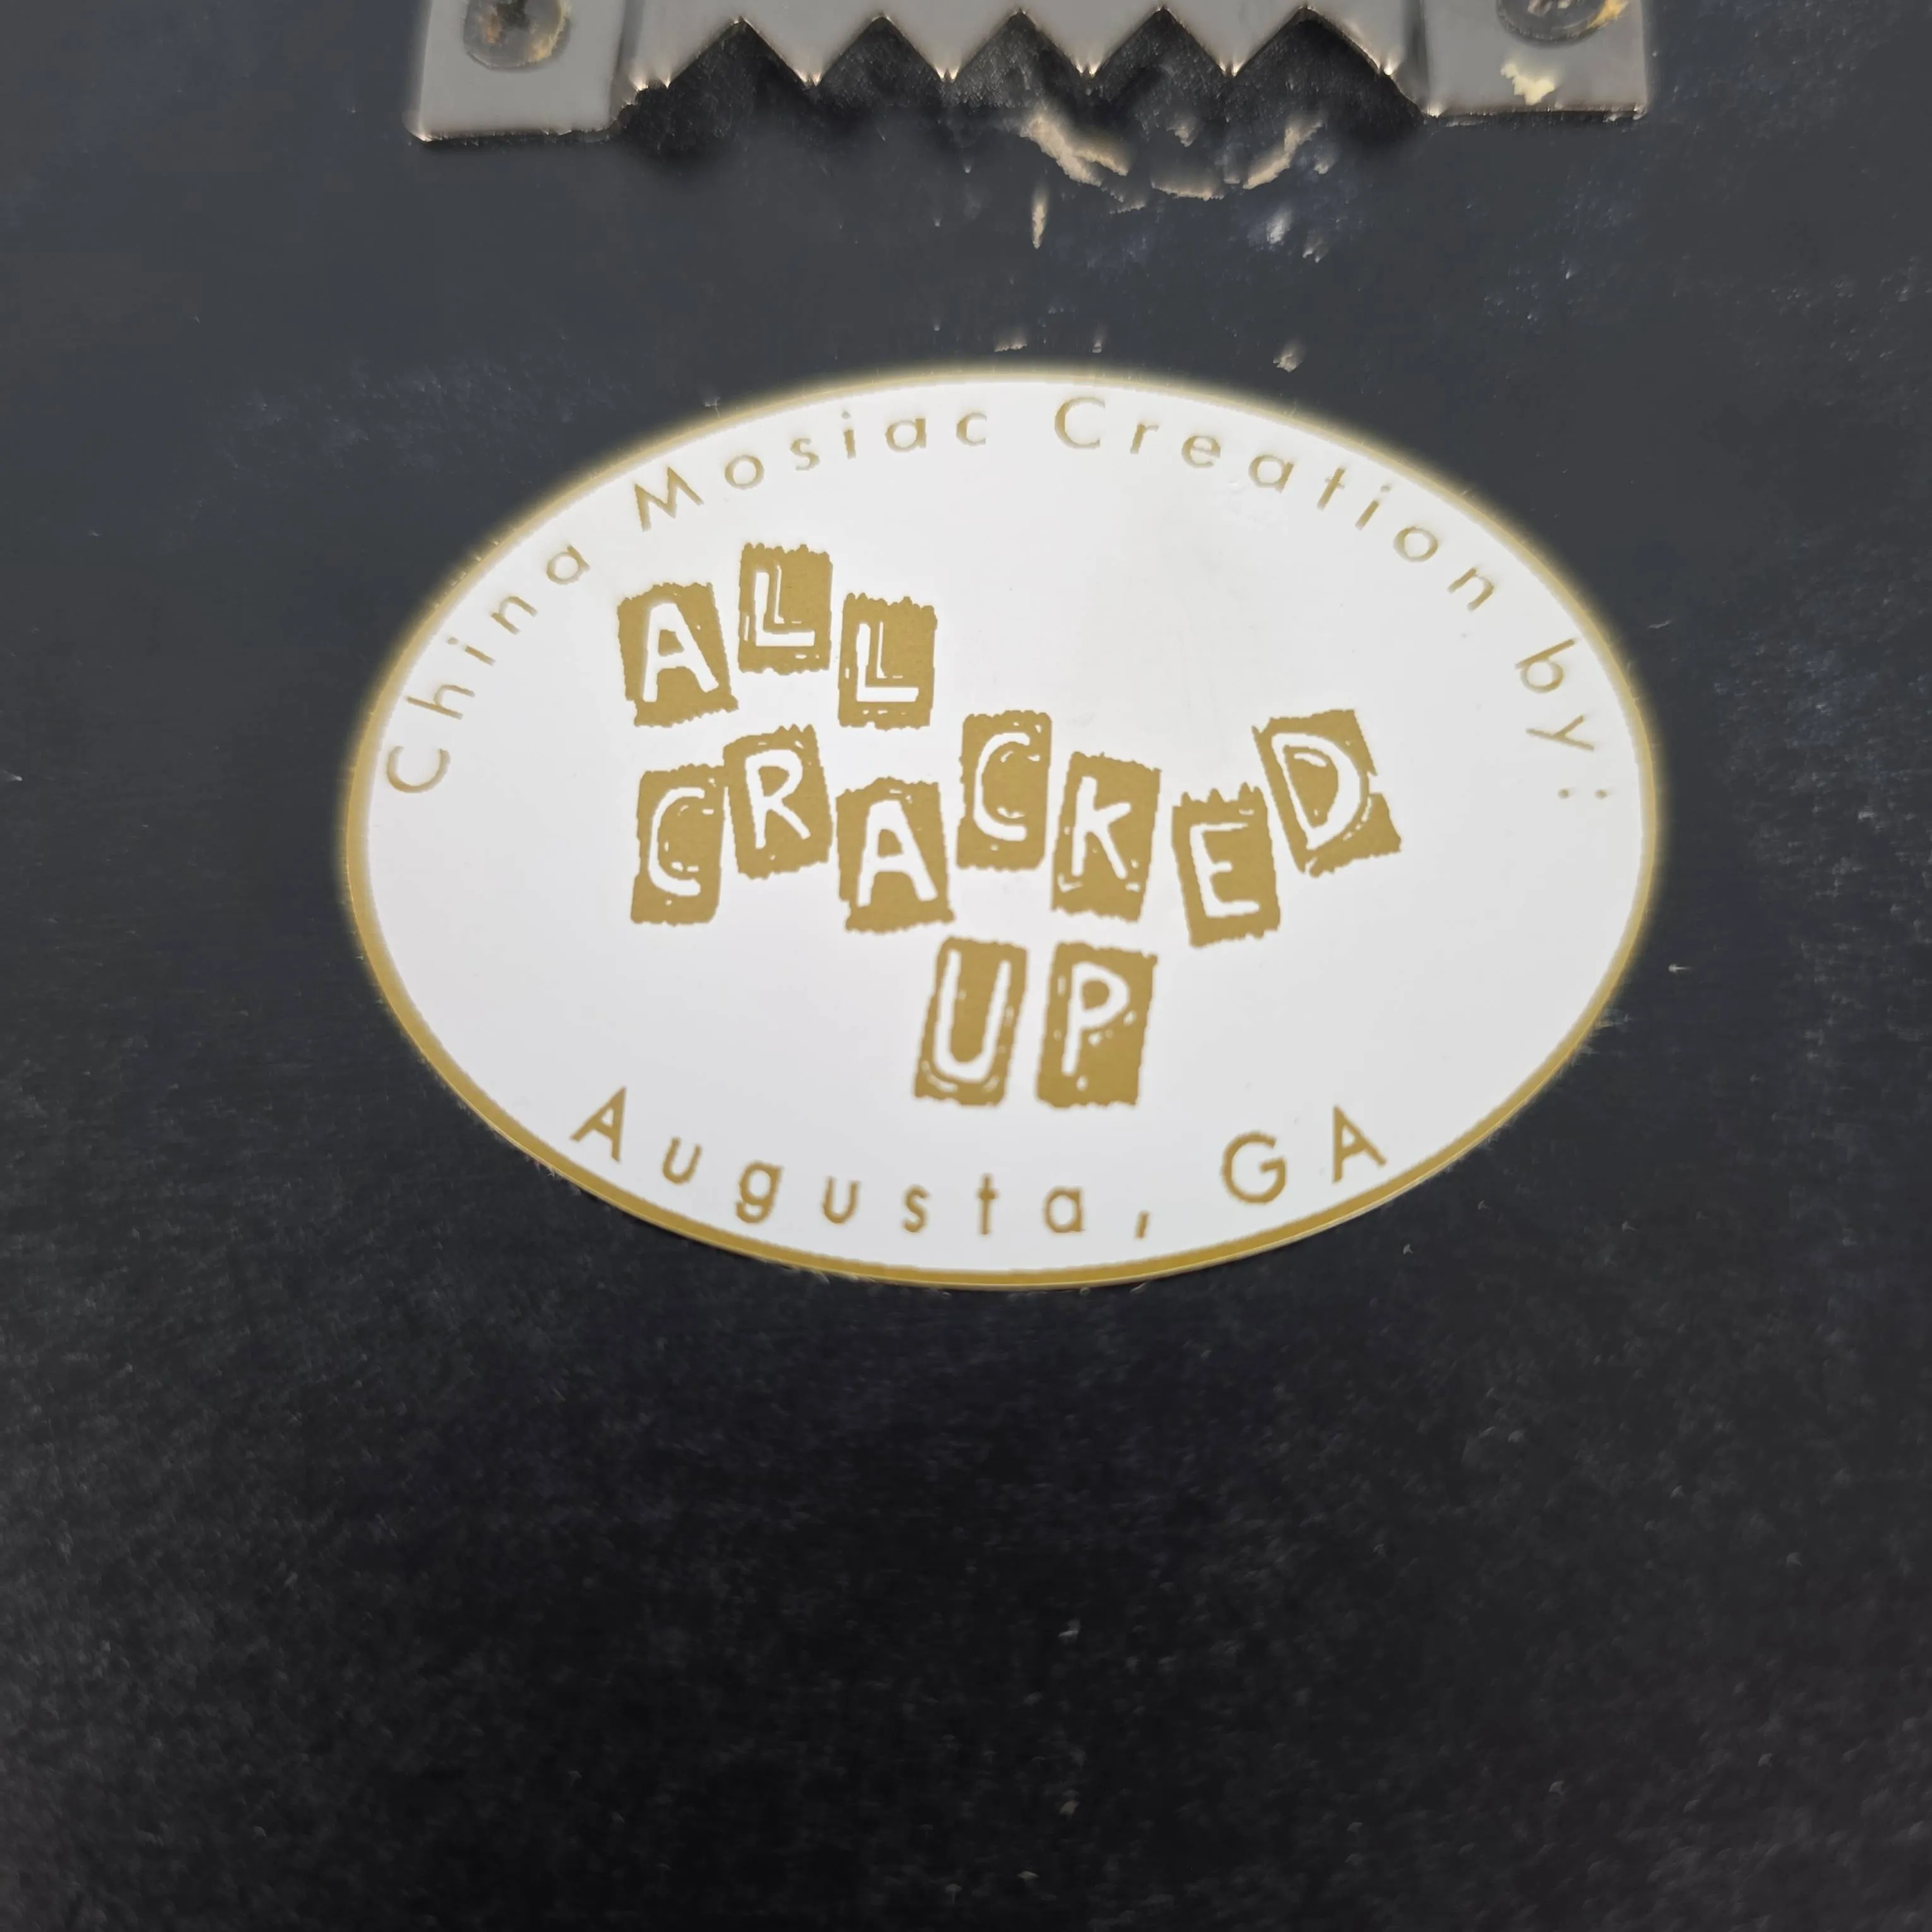 China Mosiac Creation by:
ALL
CRACKED
UP
Augusta, GA